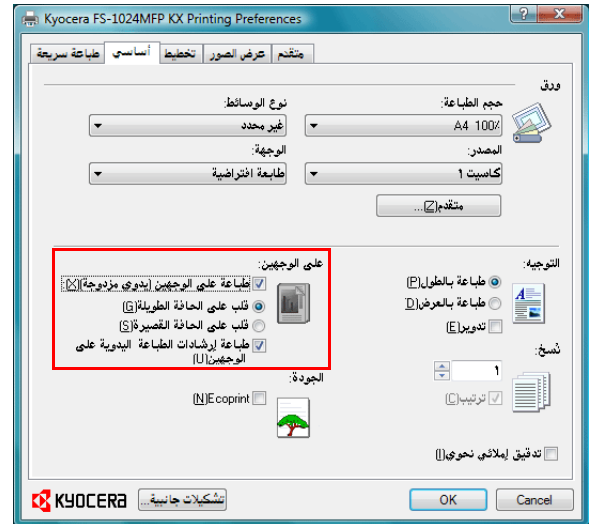 Kyocera FS-1024MFP KX Printing Preferences
طباعة سريعة أساسي تخطيط عرض الصور متقدم
ورق
حجم الطباعة:
A4 100%
المصدر:
كاسيت ١
متقدم(Z)...
نوع الوسائط:
غير محدد
الوجهة:
طابعة افتراضية
التوجيه:
طباعة بالطول(P)
طباعة بالعرض(D)
تدوير(E)
على الوجهين:
طباعة على الوجهين (يدوي مزدوجة)(X):
قلب على الحافة الطويلة(G)
قلب على الحافة القصيرة(S)
طباعة إرشادات الطباعة اليدوية على
الوجهين(U)
نُسخ:
١
ترتيب(C)
الجودة:
Ecoprint(N)
تدقيق إملائي نحوي(I)
KYOCERA
تشكيلات جانبية...
OK
Cancel